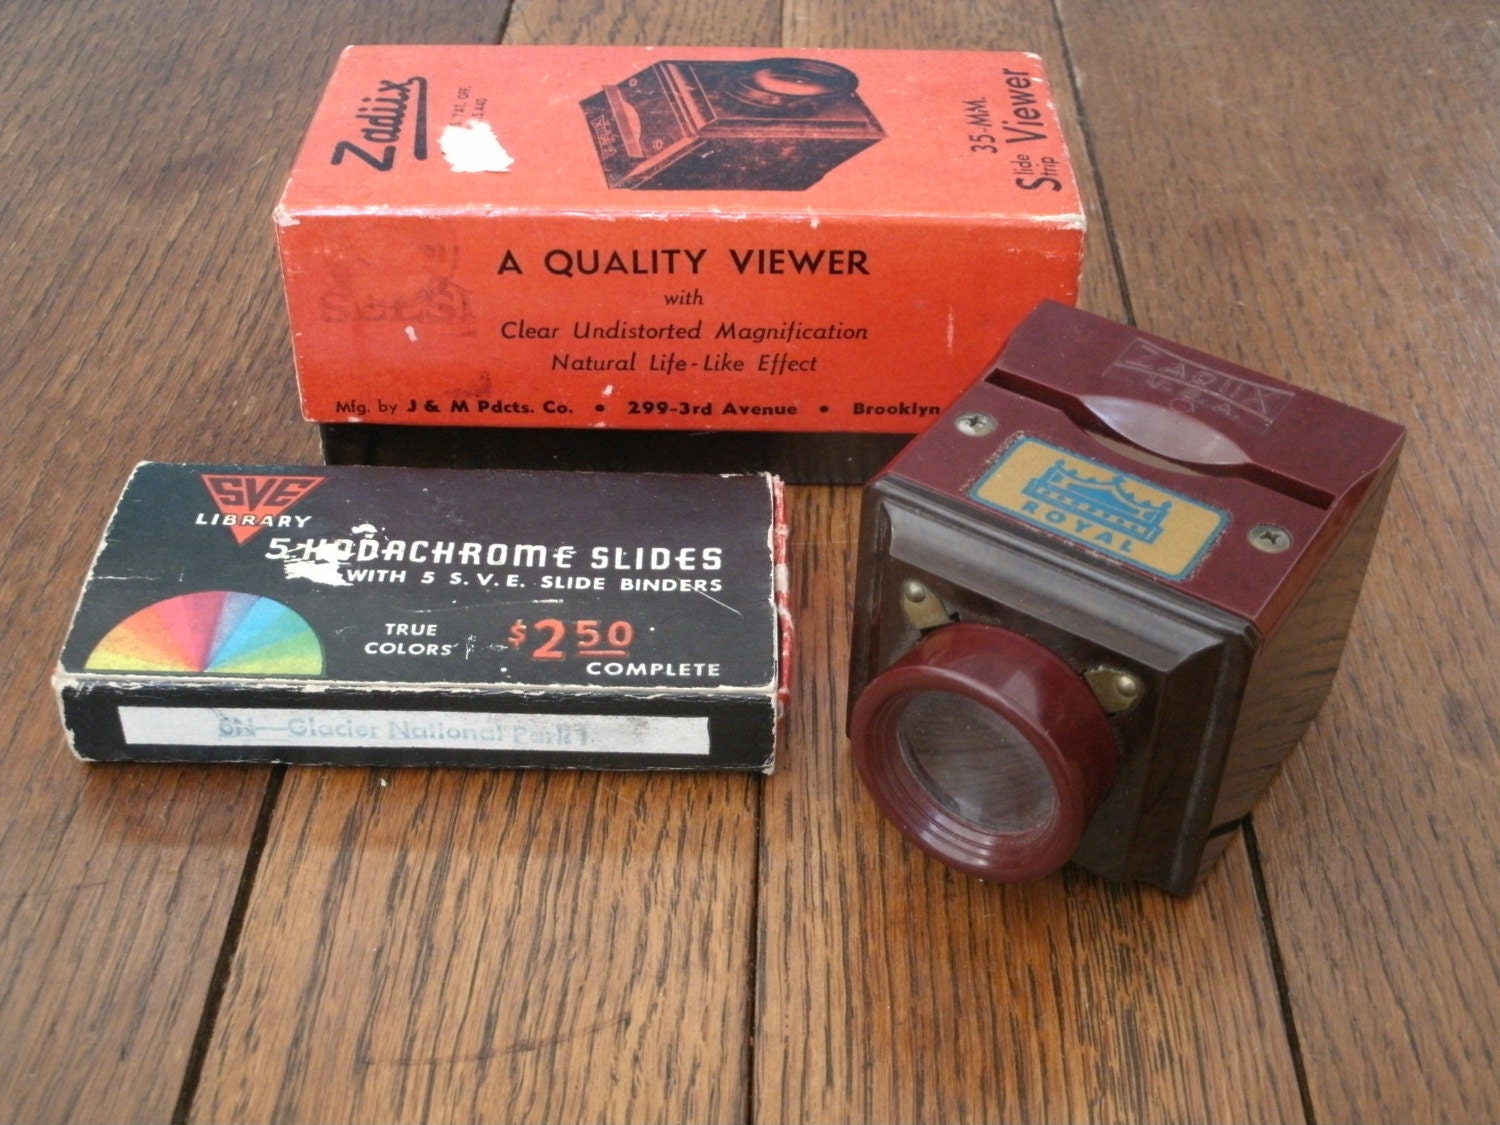 Zadiix
PAT. OFF.
35-MM.
Slide
Strip
Viewer
A QUALITY VIEWER
with
Clear Undistorted Magnification
Natural Life-Like Effect
Mfg. by J & M Pdcts. Co. • 299-3rd Avenue • Brooklyn
SVE
LIBRARY
5 KODACHROME SLIDES
WITH 5 S.V.E. SLIDE BINDERS
TRUE
COLORS
$2.50
COMPLETE
6N—Glacier National Park 1
ZADIIX
U.S.A.
ROYAL